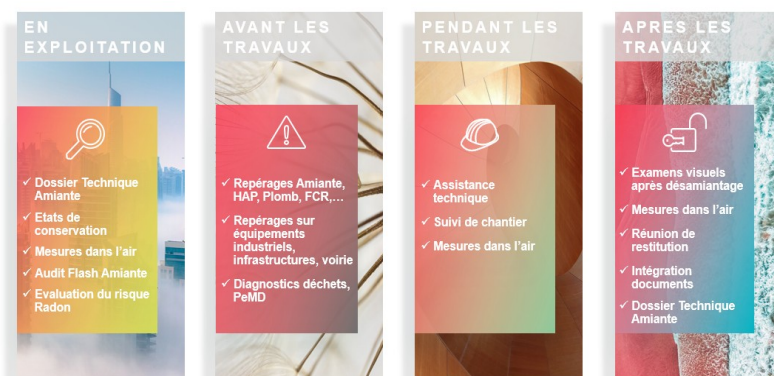 EN
EXPLOITATION
✓ Dossier Technique
Amiante
✓ Etats de
conservation
✓ Mesures dans l'air
✓ Audit Flash Amiante
✓ Evaluation du risque
Radon
AVANT LES
TRAVAUX
✓ Repérages Amiante,
HAP, Plomb, FCR,...
✓ Repérages sur
équipements
industriels,
infrastructures, voirie
✓ Diagnostics déchets,
PeMD
PENDANT LES
TRAVAUX
✓ Assistance
technique
✓ Suivi de chantier
✓ Mesures dans l'air
APRES LES
TRAVAUX
✓ Examens visuels
après désamiantage
✓ Mesures dans l'air
✓ Réunion de
restitution
✓ Intégration
documents
✓ Dossier Technique
Amiante